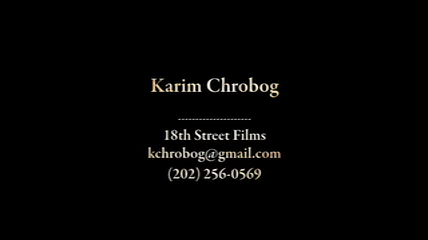 Karim Chrobog
---------------------
18th Street Films
kchrobog@gmail.com
(202) 256-0569